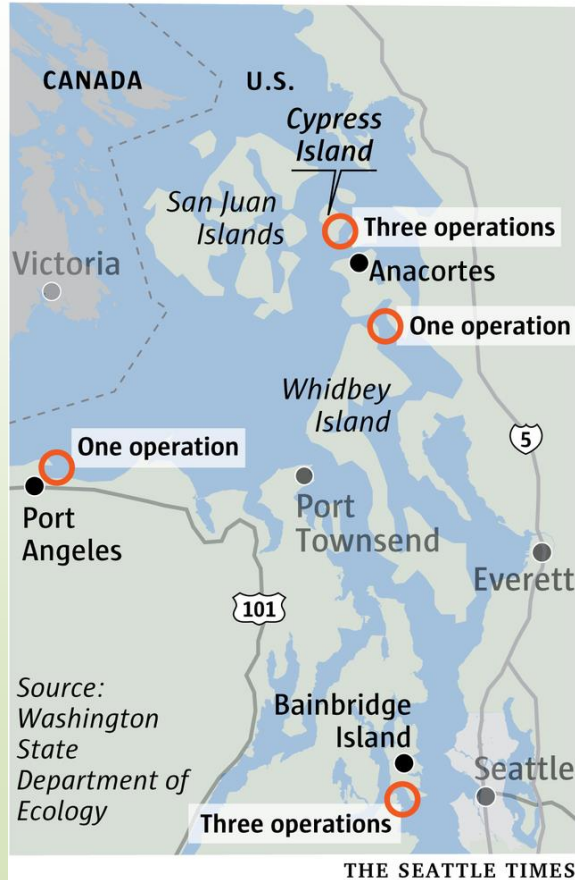 CANADA
U.S.
Cypress
Island
San Juan
Islands
Three operations
Victoria
Anacortes
One operation
Whidbey
Island
5
One operation
Port
Angeles
Port
Townsend
Everett
101
Source:
Washington
State
Department of
Ecology
Bainbridge
Island
Seattle
Three operations
THE SEATTLE TIMES